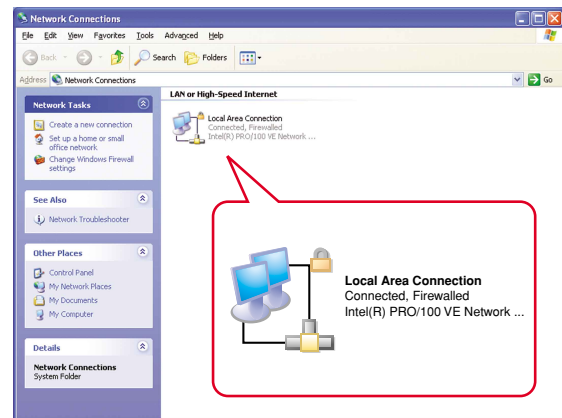 Network Connections
File Edit View Favorites Tools Advanced Help
Back Search Folders
Address Network Connections Go
Network Tasks
Create a new connection
Set up a home or small
office network
Change Windows Firewall
settings
See Also
Network Troubleshooter
Other Places
Control Panel
My Network Places
My Documents
My Computer
Details
Network Connections
System Folder
LAN or High-Speed Internet
Local Area Connection
Connected, Firewalled
Intel(R) PRO/100 VE Network ...
Local Area Connection
Connected, Firewalled
Intel(R) PRO/100 VE Network ...